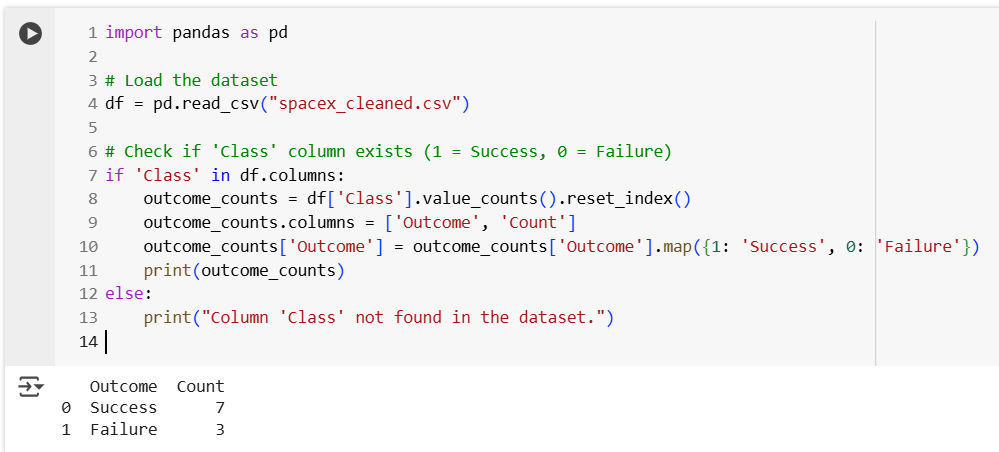 1 import pandas as pd
2
3 # Load the dataset
4 df = pd.read_csv("spacex_cleaned.csv")
5
6 # Check if 'Class' column exists (1 = Success, 0 = Failure)
7 if 'Class' in df.columns:
8     outcome_counts = df['Class'].value_counts().reset_index()
9     outcome_counts.columns = ['Outcome', 'Count']
10     outcome_counts['Outcome'] = outcome_counts['Outcome'].map({1: 'Success', 0: 'Failure'})
11     print(outcome_counts)
12 else:
13     print("Column 'Class' not found in the dataset.")
14
   Outcome  Count
0  Success      7
1  Failure      3